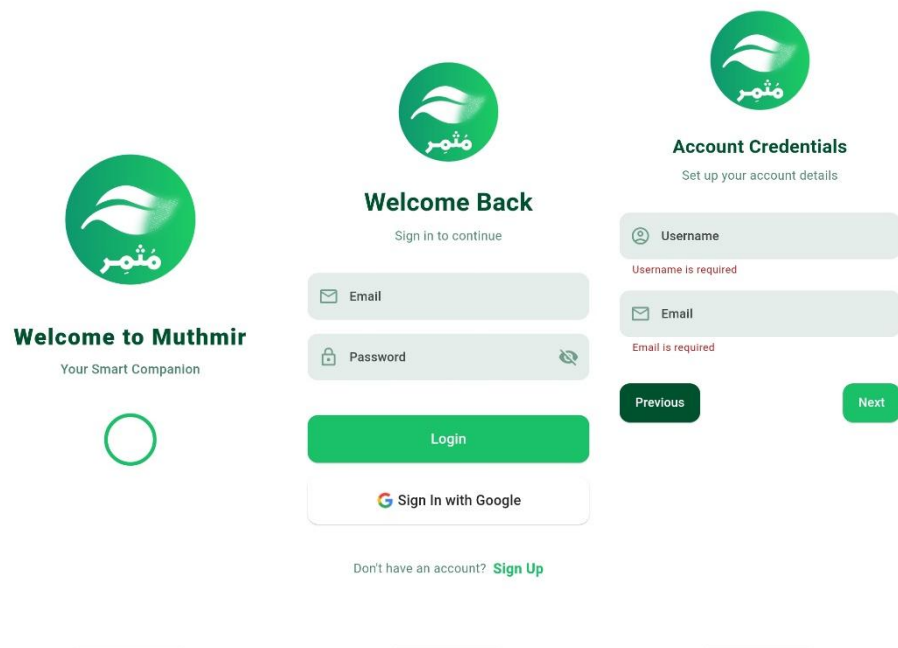 مُثمِر
Welcome to Muthmir
Your Smart Companion
مُثمِر
Welcome Back
Sign in to continue
Email
Password
Login
Sign In with Google
Don't have an account? Sign Up
مُثمِر
Account Credentials
Set up your account details
Username
Username is required
Email
Email is required
Previous
Next